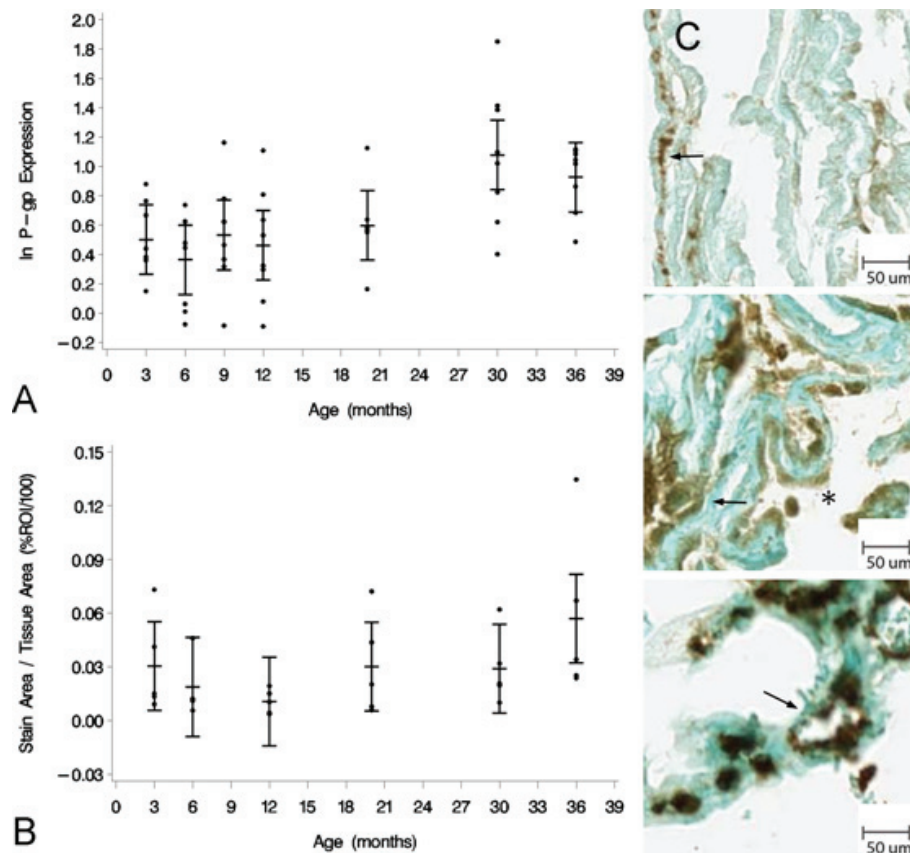 2.0
1.8
1.6
1.4
1.2
1.0
0.8
0.6
0.4
0.2
0.0
−0.2
ln P−gp Expression
0 3 6 9 12 15 18 21 24 27 30 33 36 39
Age (months)
A
0.15
0.12
0.09
0.06
0.03
0.00
−0.03
Stain Area / Tissue Area (%ROI/100)
0 3 6 9 12 15 18 21 24 27 30 33 36 39
Age (months)
B
C
50 um
*
50 um
50 um